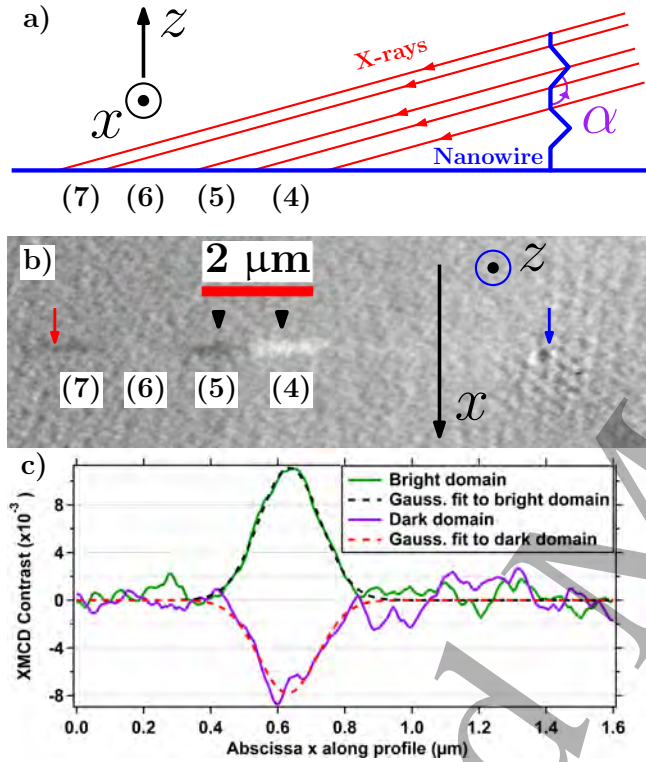 a)
z
x
X-rays
α
Nanowire
(7) (6) (5) (4)
b)
2 µm
z
(7) (6) (5) (4)
x
c)
XMCD Contrast (x10⁻³)
8
4
0
-4
-8
Bright domain
Gauss. fit to bright domain
Dark domain
Gauss. fit to dark domain
0.0 0.2 0.4 0.6 0.8 1.0 1.2 1.4 1.6
Abscissa x along profile (µm)